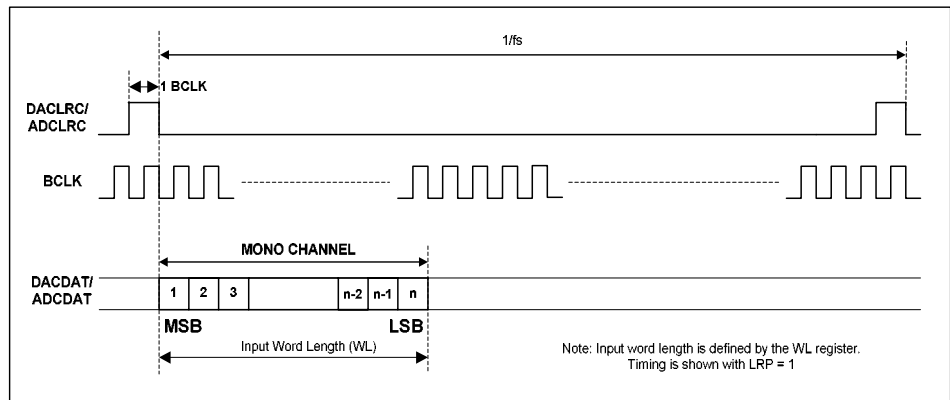 1/fs
1 BCLK
DACLRC/
ADCLRC
BCLK
MONO CHANNEL
DACDAT/
ADCDAT
1 2 3 n-2 n-1 n
MSB LSB
Input Word Length (WL)
Note: Input word length is defined by the WL register.
Timing is shown with LRP = 1